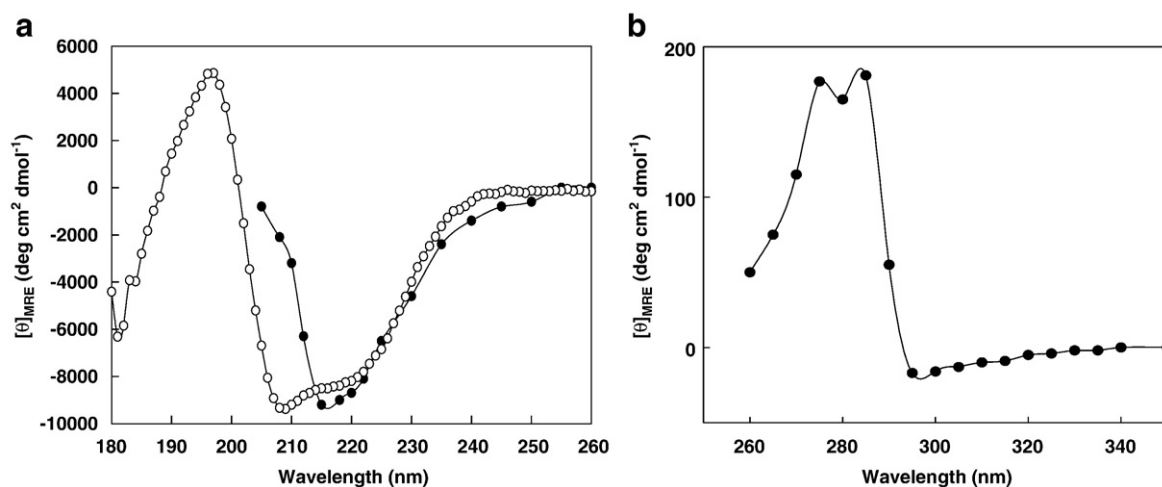 a
6000
4000
2000
0
-2000
-4000
-6000
-8000
-10000
180 190 200 210 220 230 240 250 260
Wavelength (nm)
[θ]MRE (deg cm² dmol⁻¹)
b
200
100
0
260 280 300 320 340
Wavelength (nm)
[θ]MRE (deg cm² dmol⁻¹)